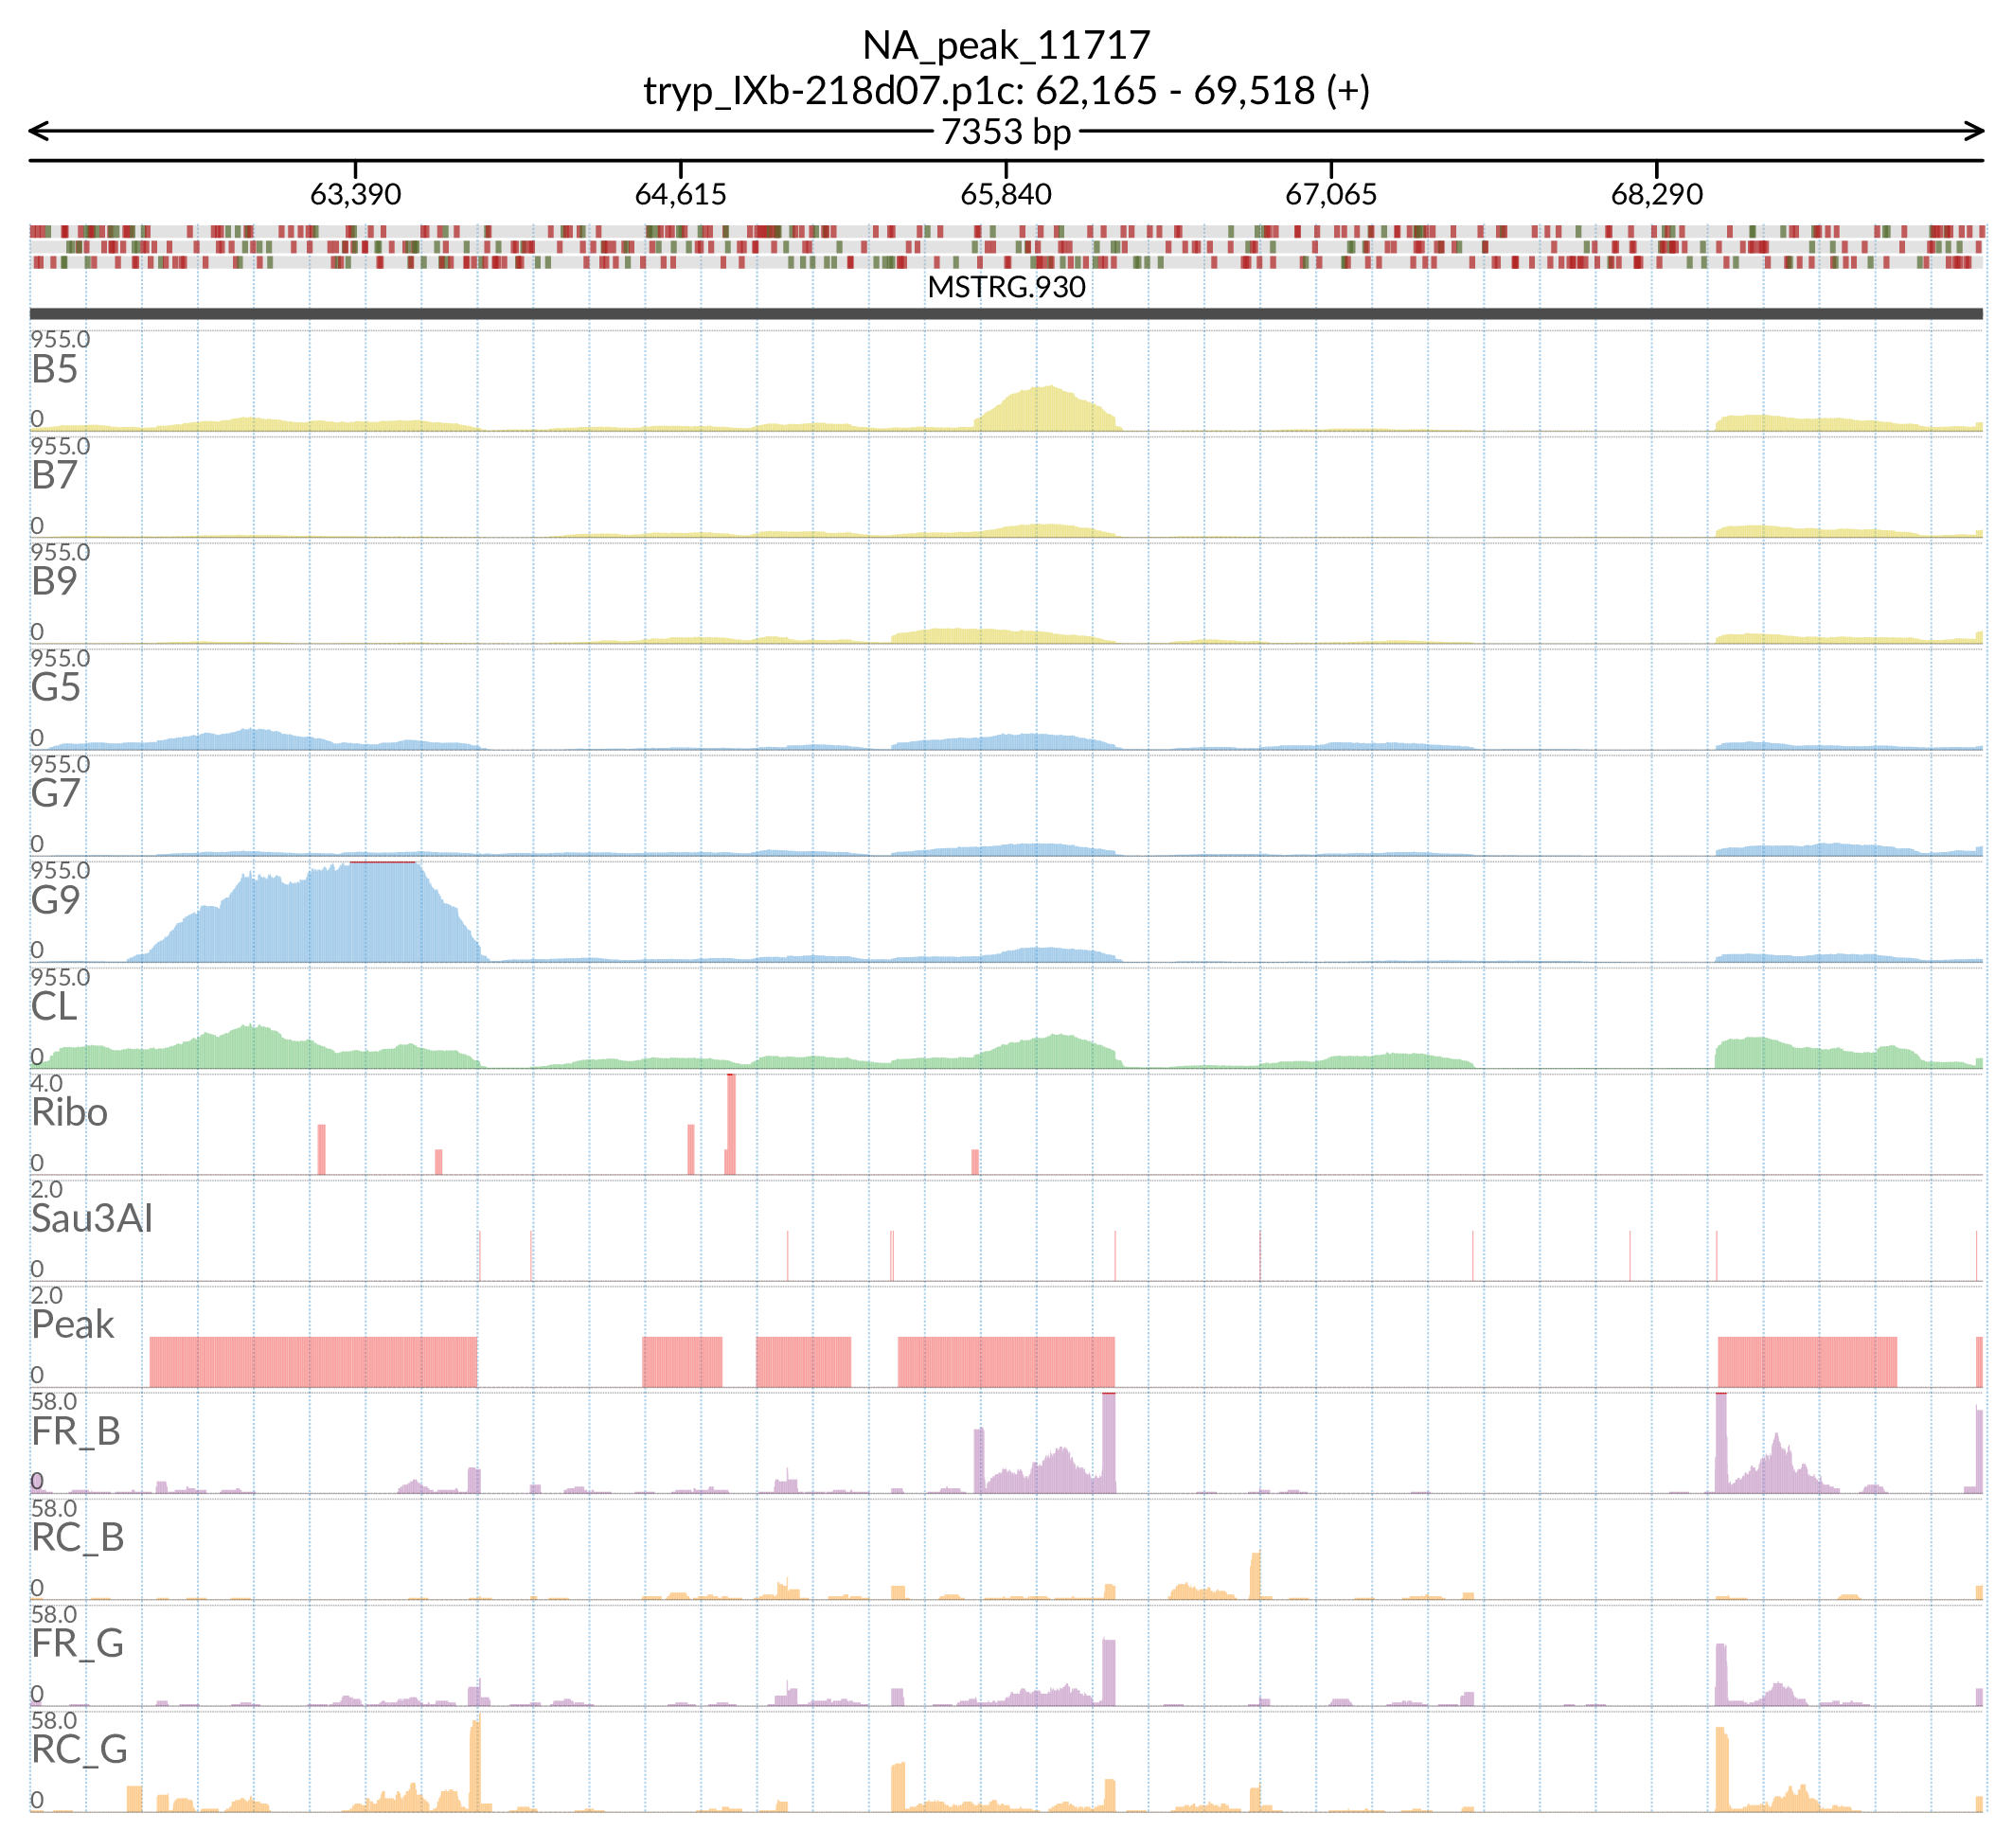 NA_peak_11717
tryp_IXb-218d07.p1c: 62,165 - 69,518 (+)
7353 bp
63,390 64,615 65,840 67,065 68,290
MSTRG.930
955.0
B5
0
955.0
B7
0
955.0
B9
0
955.0
G5
0
955.0
G7
0
955.0
G9
0
955.0
CL
0
4.0
Ribo
0
2.0
Sau3AI
0
2.0
Peak
0
58.0
FR_B
0
58.0
RC_B
0
58.0
FR_G
0
58.0
RC_G
0